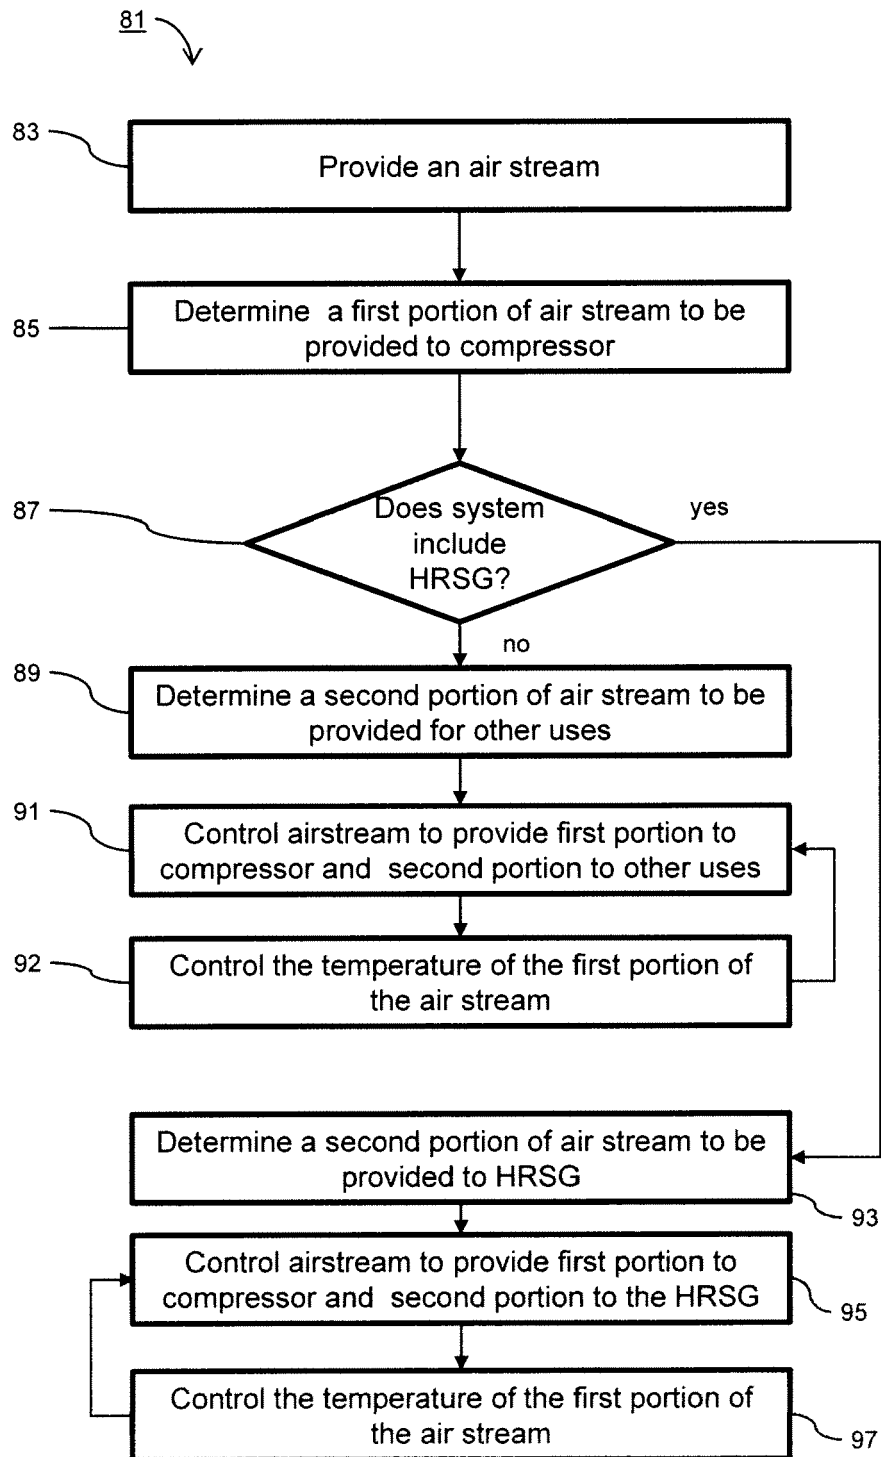 81
83
Provide an air stream
85
Determine a first portion of air stream to be
provided to compressor
87
Does system
include
HRSG?
yes
no
89
Determine a second portion of air stream to be
provided for other uses
91
Control airstream to provide first portion to
compressor and second portion to other uses
92
Control the temperature of the first portion of
the air stream
Determine a second portion of air stream to be
provided to HRSG
93
Control airstream to provide first portion to
compressor and second portion to the HRSG
95
Control the temperature of the first portion of
the air stream
97